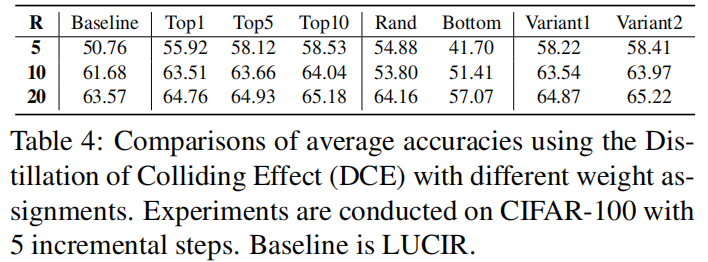 R Baseline Top1 Top5 Top10 Rand Bottom Variant1 Variant2
5 50.76 55.92 58.12 58.53 54.88 41.70 58.22 58.41
10 61.68 63.51 63.66 64.04 53.80 51.41 63.54 63.97
20 63.57 64.76 64.93 65.18 64.16 57.07 64.87 65.22
Table 4: Comparisons of average accuracies using the Dis-
tillation of Colliding Effect (DCE) with different weight as-
signments. Experiments are conducted on CIFAR-100 with
5 incremental steps. Baseline is LUCIR.